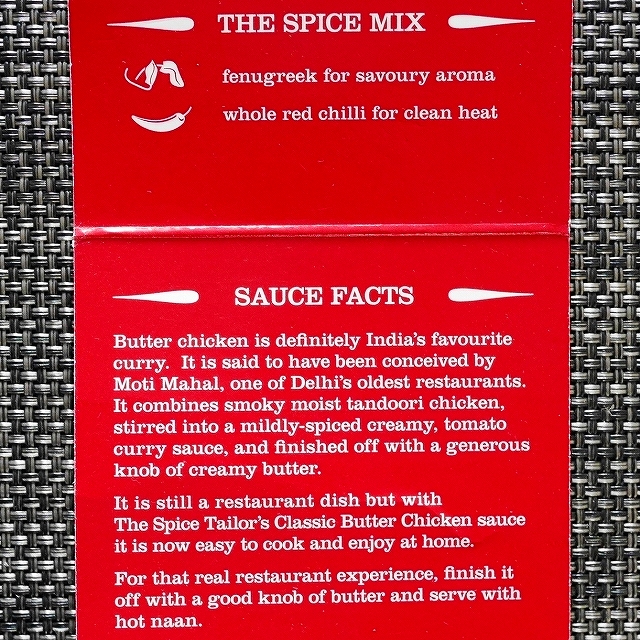 THE SPICE MIX
fenugreek for savoury aroma
whole red chilli for clean heat
SAUCE FACTS
Butter chicken is definitely India's favourite
curry. It is said to have been conceived by
Moti Mahal, one of Delhi's oldest restaurants.
It combines smoky moist tandoori chicken,
stirred into a mildly-spiced creamy, tomato
curry sauce, and finished off with a generous
knob of creamy butter.
It is still a restaurant dish but with
The Spice Tailor's Classic Butter Chicken sauce
it is now easy to cook and enjoy at home.
For that real restaurant experience, finish it
off with a good knob of butter and serve with
hot naan.